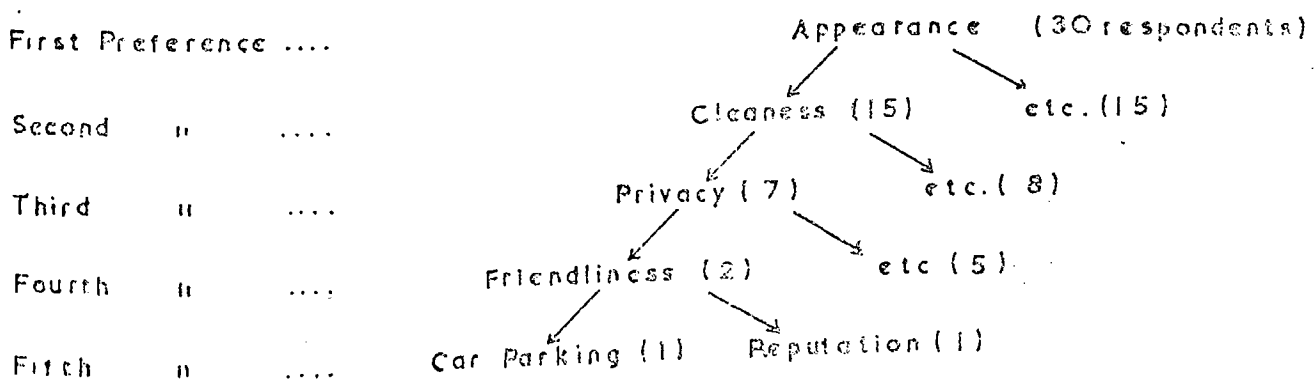 First Preference .... Appearance (30 respondents)
Second " .... Cleaness (15) etc. (15)
Third " .... Privacy (7) etc. (8)
Fourth " .... Friendliness (2) etc (5)
Fifth " .... Car Parking (1) Reputation (1)